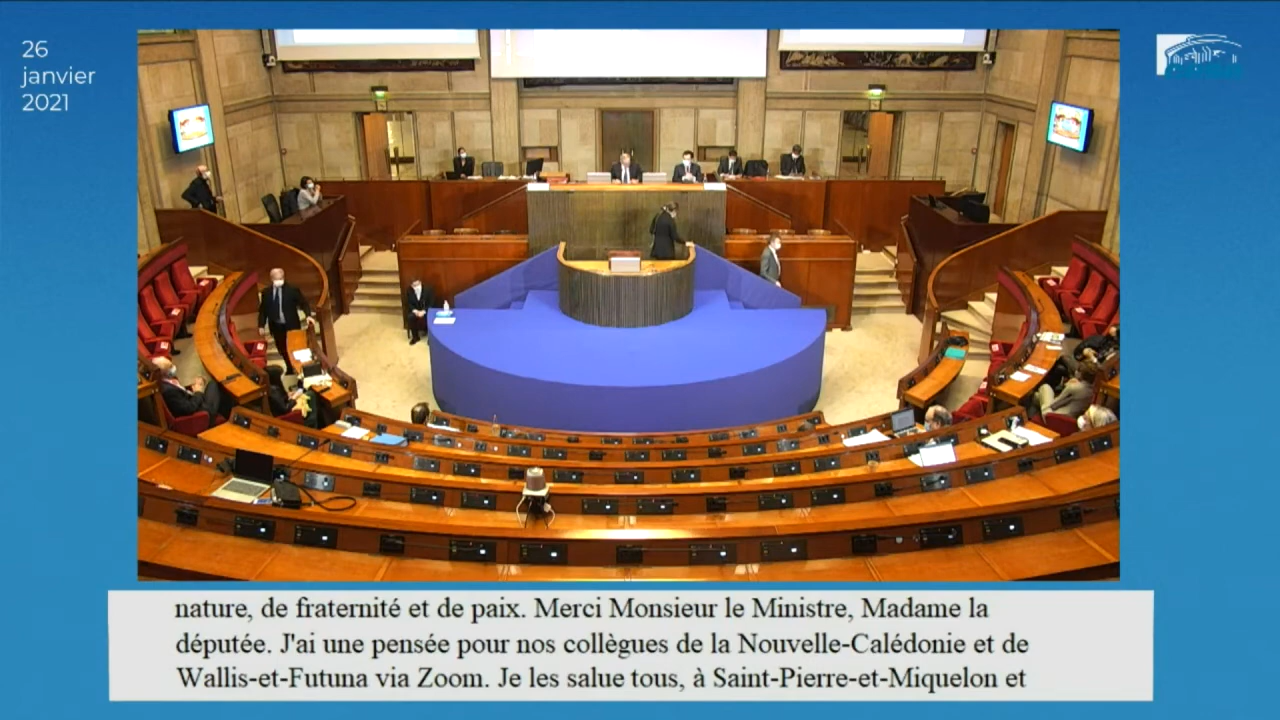 26
janvier
2021
nature, de fraternité et de paix. Merci Monsieur le Ministre, Madame la
députée. J'ai une pensée pour nos collègues de la Nouvelle-Calédonie et de
Wallis-et-Futuna via Zoom. Je les salue tous, à Saint-Pierre-et-Miquelon et